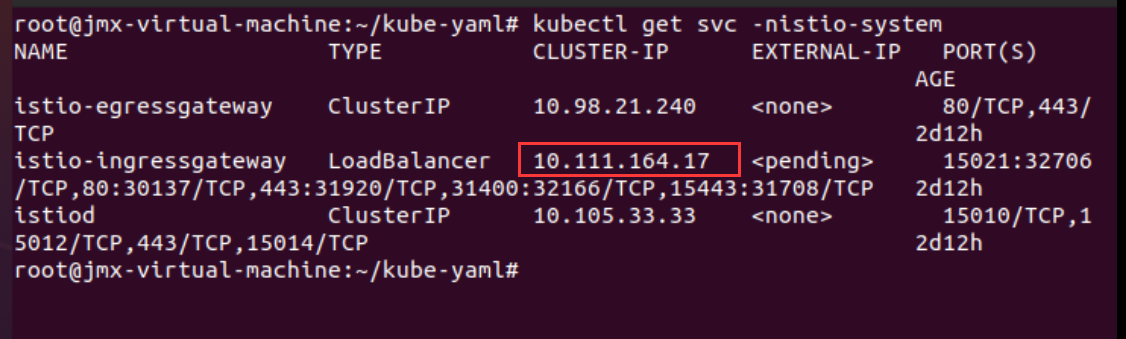 root@jmx-virtual-machine:~/kube-yaml# kubectl get svc -nistio-system
NAME                   TYPE           CLUSTER-IP      EXTERNAL-IP   PORT(S)
                                                                  AGE
istio-egressgateway    ClusterIP      10.98.21.240    <none>        80/TCP,443/
TCP                                                               2d12h
istio-ingressgateway   LoadBalancer   10.111.164.17   <pending>     15021:32706
/TCP,80:30137/TCP,443:31920/TCP,31400:32166/TCP,15443:31708/TCP   2d12h
istiod                 ClusterIP      10.105.33.33    <none>        15010/TCP,1
5012/TCP,443/TCP,15014/TCP                                        2d12h
root@jmx-virtual-machine:~/kube-yaml#